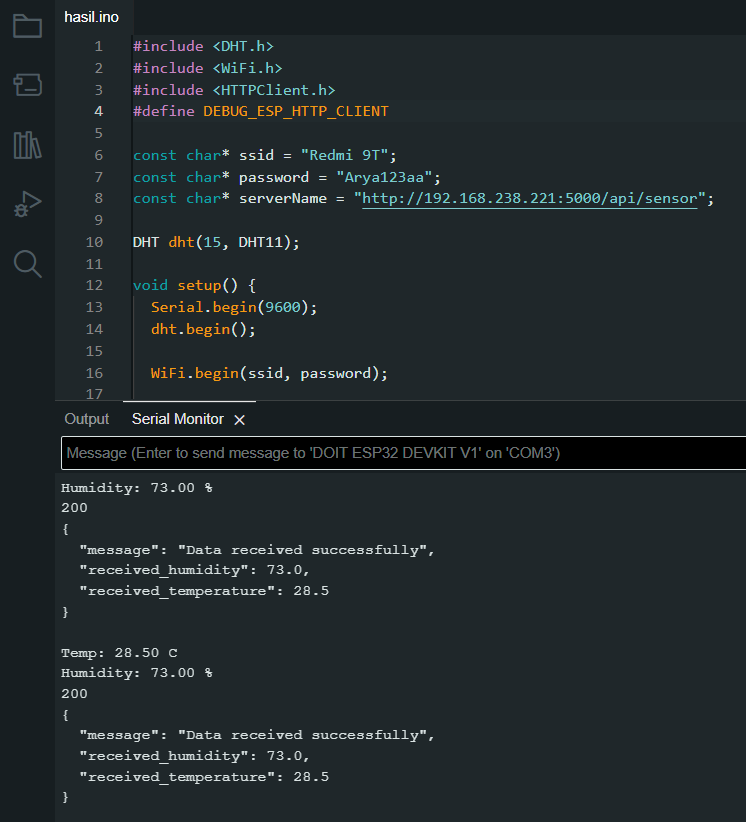 hasil.ino
1 #include <DHT.h>
2 #include <WiFi.h>
3 #include <HTTPClient.h>
4 #define DEBUG_ESP_HTTP_CLIENT
5
6 const char* ssid = "Redmi 9T";
7 const char* password = "Arya123aa";
8 const char* serverName = "http://192.168.238.221:5000/api/sensor";
9
10 DHT dht(15, DHT11);
11
12 void setup() {
13 Serial.begin(9600);
14 dht.begin();
15
16 WiFi.begin(ssid, password);
17
Output Serial Monitor
Message (Enter to send message to 'DOIT ESP32 DEVKIT V1' on 'COM3')
Humidity: 73.00 %
200
{
"message": "Data received successfully",
"received_humidity": 73.0,
"received_temperature": 28.5
}
Temp: 28.50 C
Humidity: 73.00 %
200
{
"message": "Data received successfully",
"received_humidity": 73.0,
"received_temperature": 28.5
}